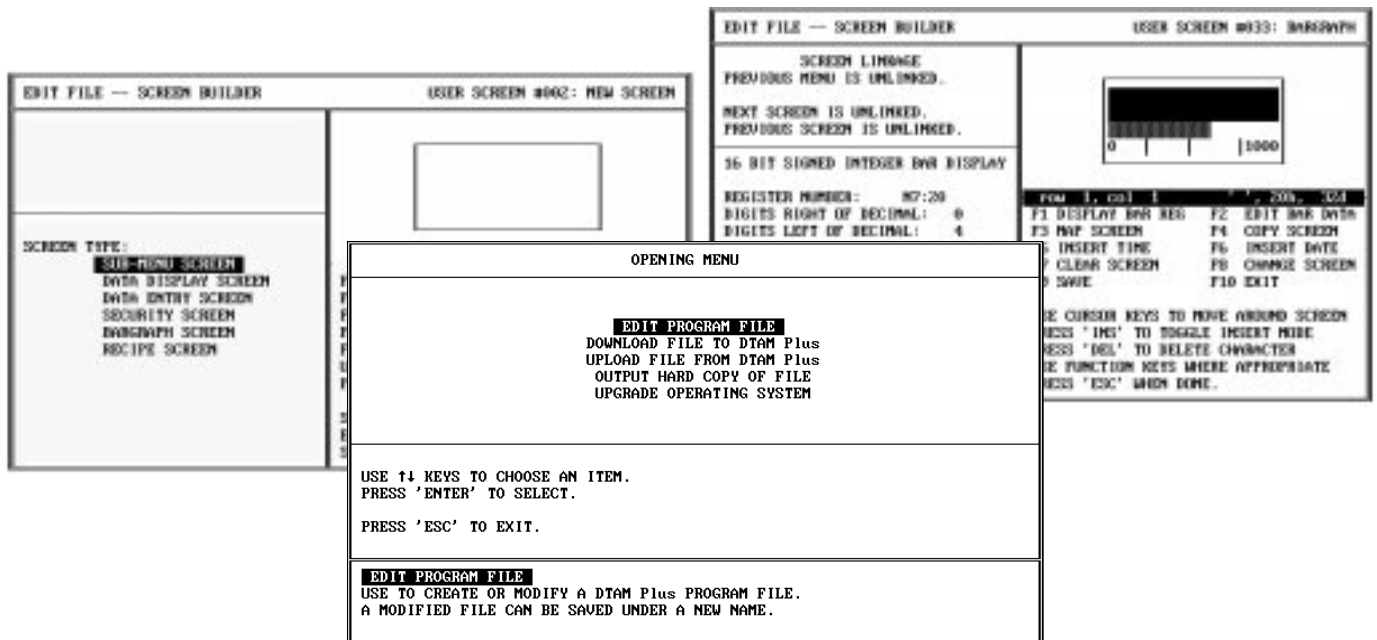 EDIT FILE -- SCREEN BUILDER
USER SCREEN #002: NEW SCREEN
SCREEN TYPE:
SUB-MENU SCREEN
DATA DISPLAY SCREEN
DATA ENTRY SCREEN
SECURITY SCREEN
BARGRAPH SCREEN
RECIPE SCREEN
EDIT FILE -- SCREEN BUILDER
USER SCREEN #033: BARGRAPH
SCREEN LINKAGE
PREVIOUS MENU IS UNLINKED.
NEXT SCREEN IS UNLINKED.
PREVIOUS SCREEN IS UNLINKED.
16 BIT SIGNED INTEGER BAR DISPLAY
REGISTER NUMBER: N7:20
DIGITS RIGHT OF DECIMAL: 0
DIGITS LEFT OF DECIMAL: 4
0 1000
row 1, col 1 ' ', 20h, 32d
F1 DISPLAY BAR REG F2 EDIT BAR DATA
F3 MAP SCREEN F4 COPY SCREEN
INSERT TIME F6 INSERT DATE
CLEAR SCREEN F8 CHANGE SCREEN
SAVE F10 EXIT
CURSOR KEYS TO MOVE AROUND SCREEN
'INS' TO TOGGLE INSERT MODE
'DEL' TO DELETE CHARACTER
FUNCTION KEYS WHERE APPROPRIATE
'ESC' WHEN DONE.
OPENING MENU
EDIT PROGRAM FILE
DOWNLOAD FILE TO DTAM Plus
UPLOAD FILE FROM DTAM Plus
OUTPUT HARD COPY OF FILE
UPGRADE OPERATING SYSTEM
USE ↑↓ KEYS TO CHOOSE AN ITEM.
PRESS 'ENTER' TO SELECT.
PRESS 'ESC' TO EXIT.
EDIT PROGRAM FILE
USE TO CREATE OR MODIFY A DTAM Plus PROGRAM FILE.
A MODIFIED FILE CAN BE SAVED UNDER A NEW NAME.